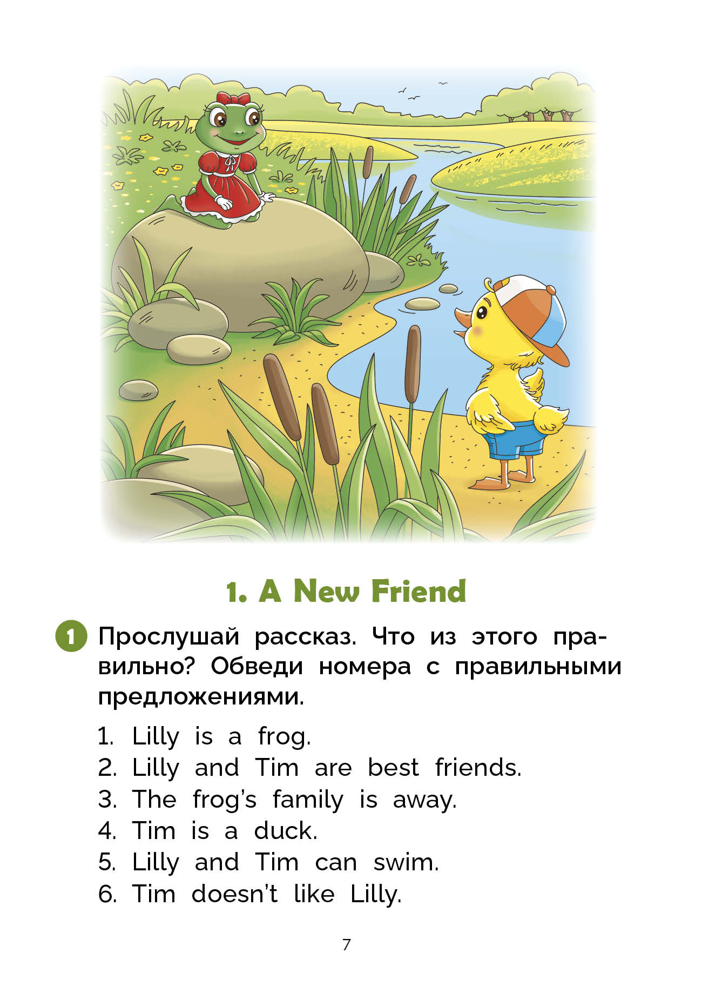 1. A New Friend
1 Прослушай рассказ. Что из этого пра-
вильно? Обведи номера с правильными
предложениями.
1. Lilly is a frog.
2. Lilly and Tim are best friends.
3. The frog’s family is away.
4. Tim is a duck.
5. Lilly and Tim can swim.
6. Tim doesn’t like Lilly.
7